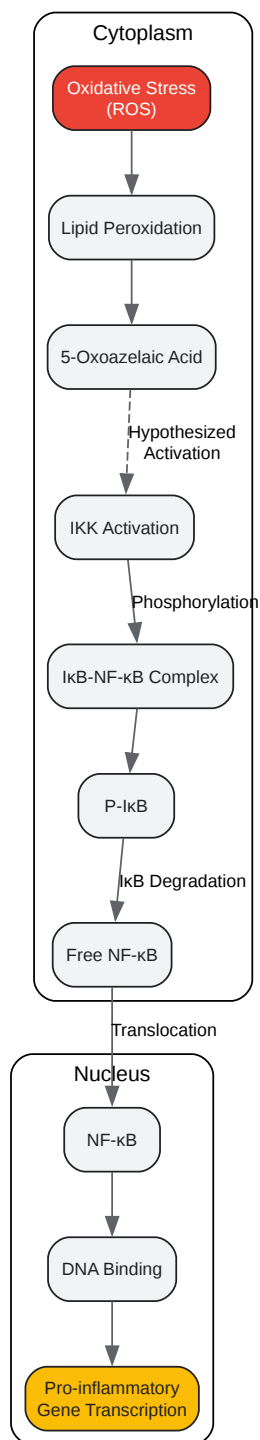 Cytoplasm
Oxidative Stress
(ROS)
Lipid Peroxidation
5-Oxoazelaic Acid
Hypothesized
Activation
IKK Activation
Phosphorylation
IκB-NF-κB Complex
P-IκB
IκB Degradation
Free NF-κB
Translocation
Nucleus
NF-κB
DNA Binding
Pro-inflammatory
Gene Transcription